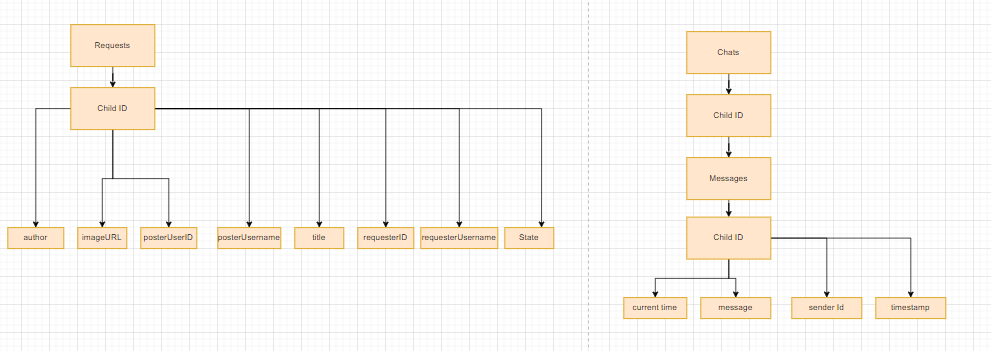 Requests
Child ID
author
imageURL
posterUserID
posterUsername
title
requesterID
requesterUsername
State
Chats
Child ID
Messages
Child ID
current time
message
sender Id
timestamp